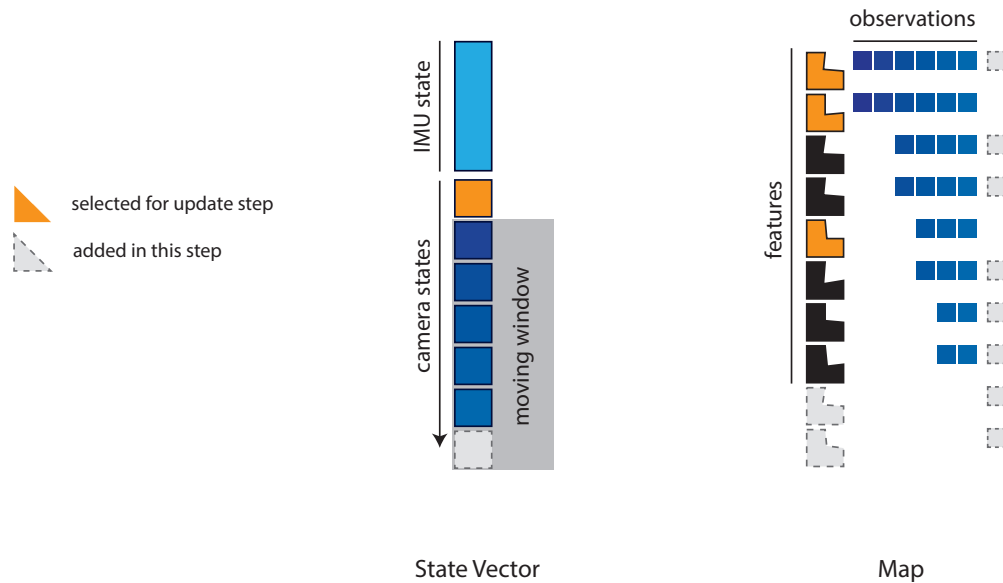 observations
IMU state
selected for update step
added in this step
camera states
moving window
features
State Vector
Map